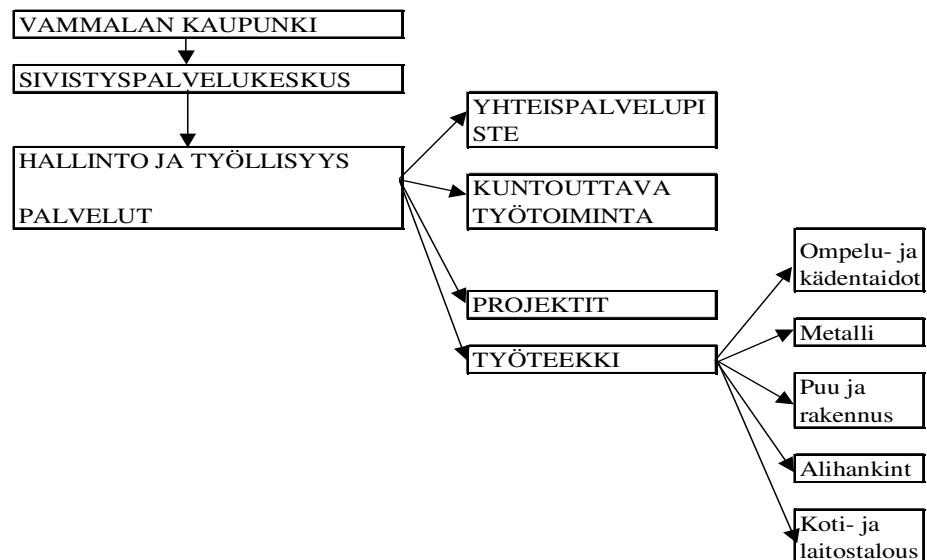 VAMMALAN KAUPUNKI
SIVISTYSPALVELUKESKUS
HALLINTO JA TYÖLLISYYS
PALVELUT
YHTEISPALVELUPI
STE
KUNTOUTTAVA
TYÖTOIMINTA
PROJEKTIT
TYÖTEEKKI
Ompelu- ja
kädentaidot
Metalli
Puu ja
rakennus
Alihankint
Koti- ja
laitostalous